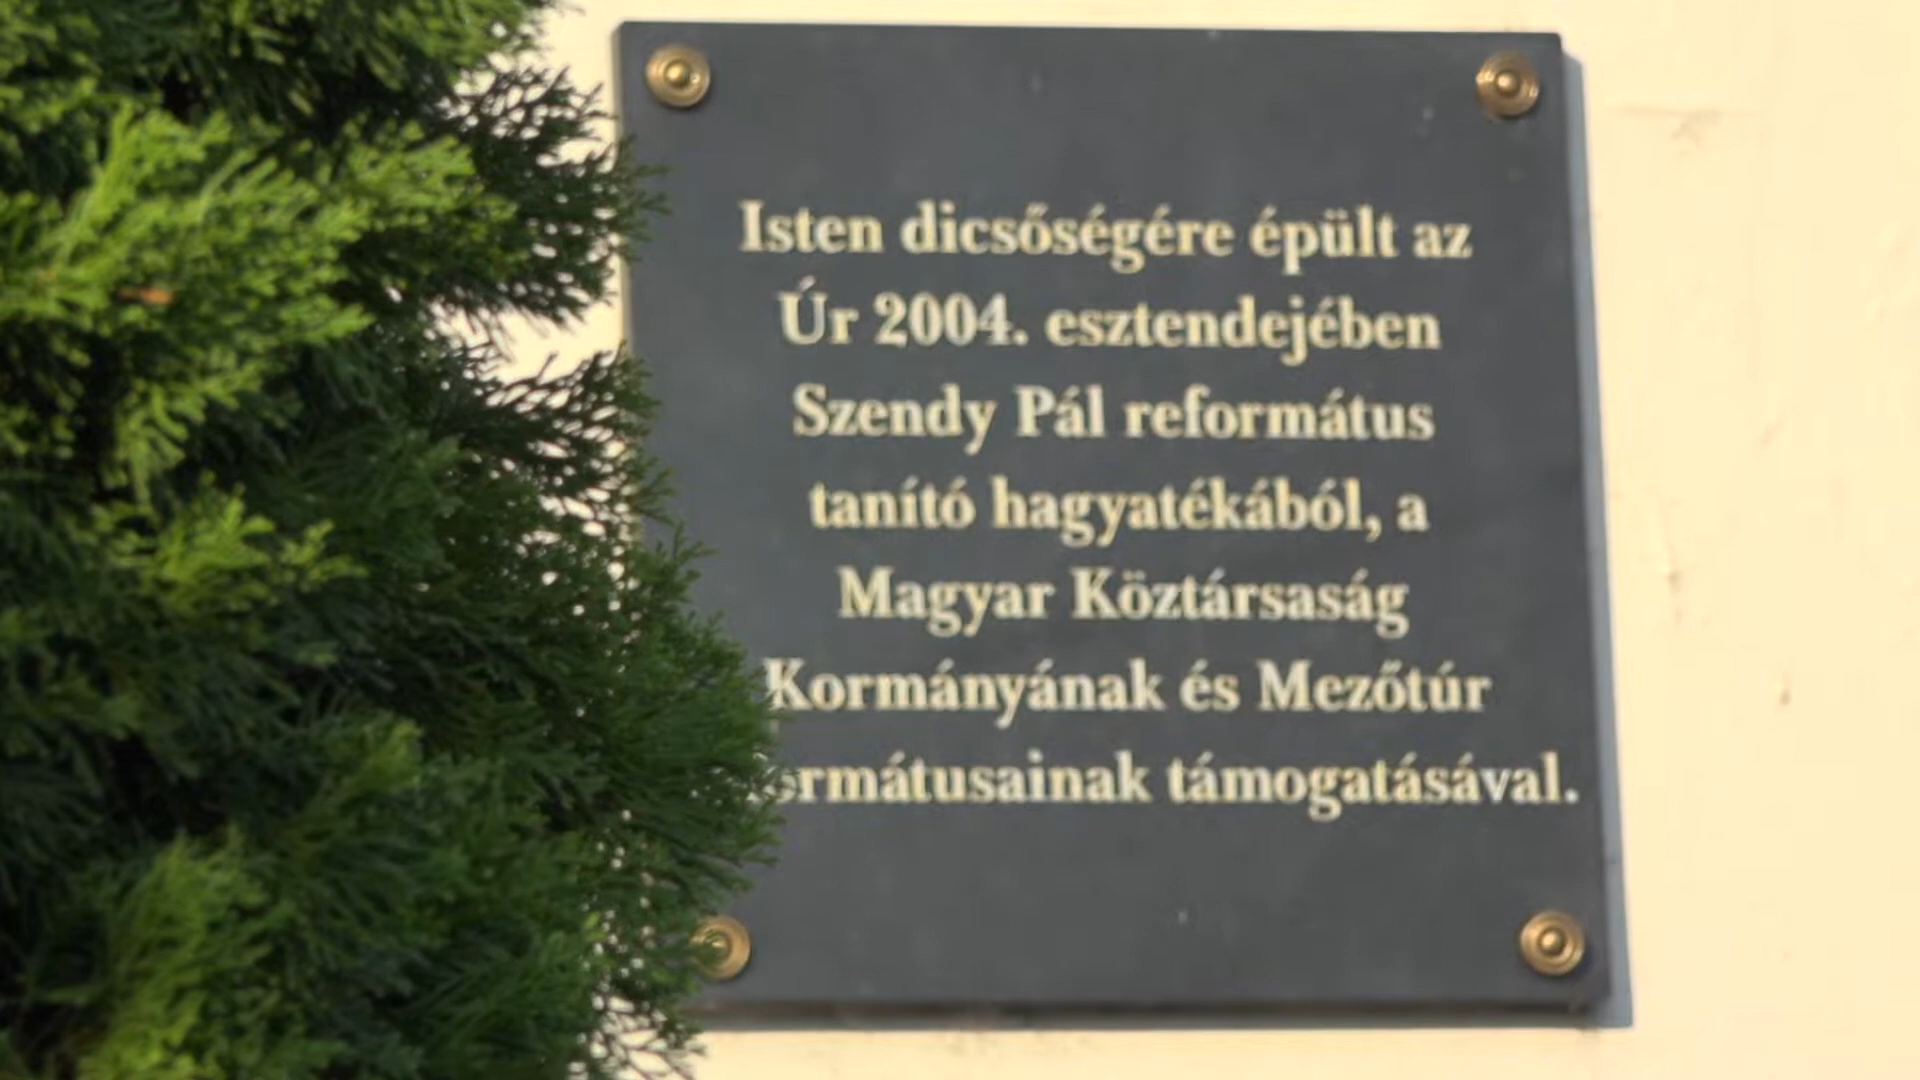 Isten dicsőségére épült az
Úr 2004. esztendejében
Szendy Pál református
tanító hagyatékából, a
Magyar Köztársaság
Kormányának és Mezőtúr
támogatásával.